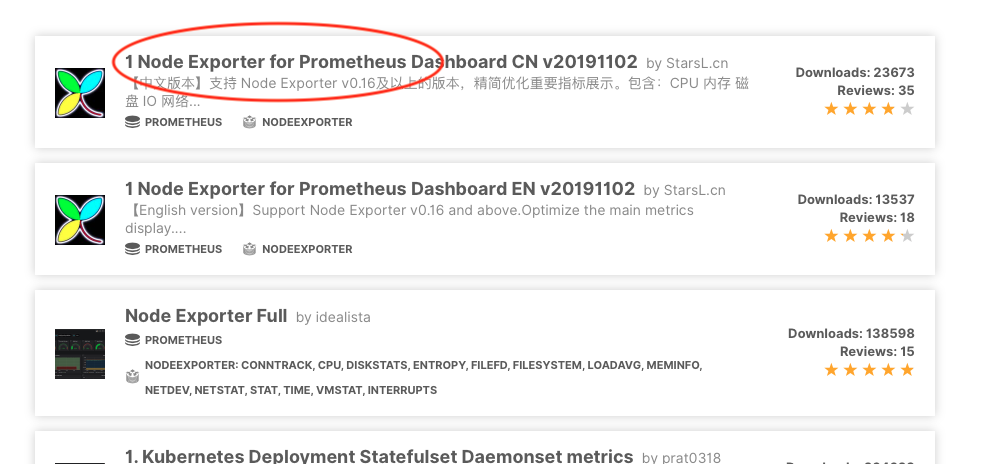 1 Node Exporter for Prometheus Dashboard CN v20191102 by StarsL.cn
【中文版本】支持 Node Exporter v0.16及以上的版本，精简优化重要指标展示。包含：CPU 内存 磁
盘 IO 网络...
PROMETHEUS NODEEXPORTER
Downloads: 23673
Reviews: 35
1 Node Exporter for Prometheus Dashboard EN v20191102 by StarsL.cn
【English version】Support Node Exporter v0.16 and above.Optimize the main metrics
display....
PROMETHEUS NODEEXPORTER
Downloads: 13537
Reviews: 18
Node Exporter Full by idealista
PROMETHEUS
NODEEXPORTER: CONNTRACK, CPU, DISKSTATS, ENTROPY, FILEFD, FILESYSTEM, LOADAVG, MEMINFO,
NETDEV, NETSTAT, STAT, TIME, VMSTAT, INTERRUPTS
Downloads: 138598
Reviews: 15
1. Kubernetes Deployment Statefulset Daemonset metrics by prat0318